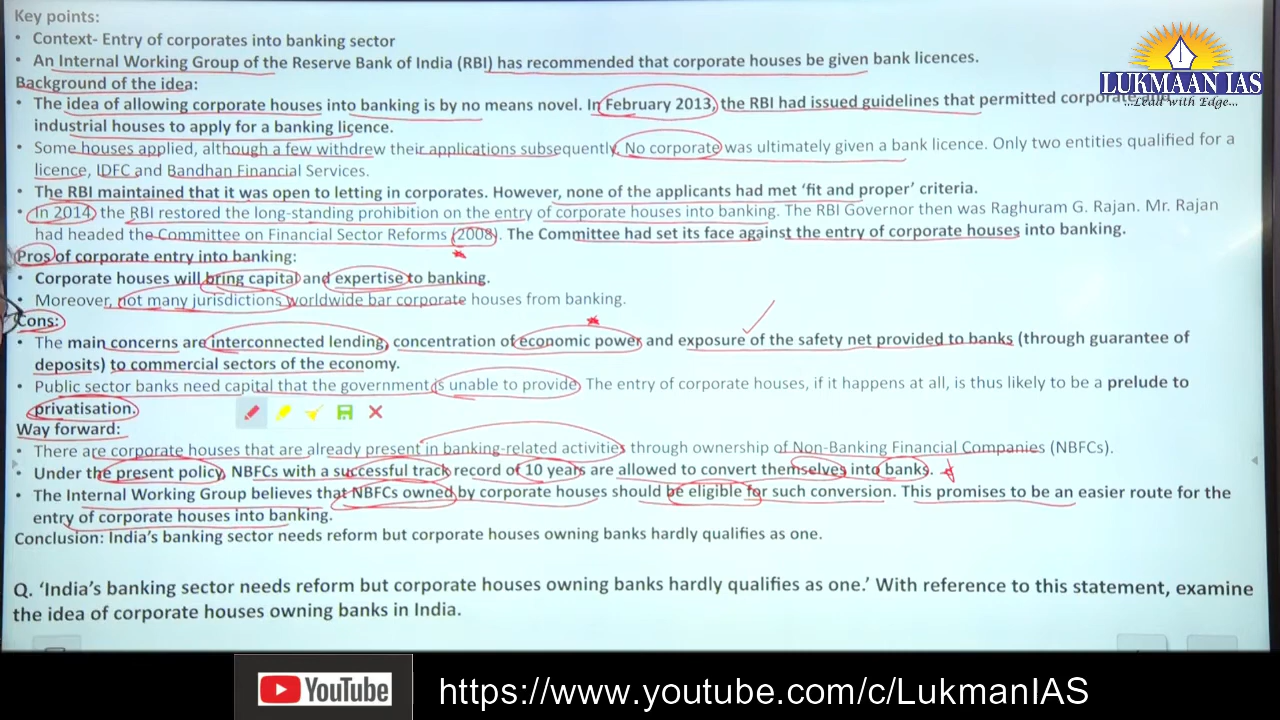 Key points:
• Context- Entry of corporates into banking sector
• An Internal Working Group of the Reserve Bank of India (RBI) has recommended that corporate houses be given bank licences.
Background of the idea:
• The idea of allowing corporate houses into banking is by no means novel. In February 2013, the RBI had issued guidelines that permitted corporate and
industrial houses to apply for a banking licence.
• Some houses applied, although a few withdrew their applications subsequently. No corporate was ultimately given a bank licence. Only two entities qualified for a
licence, IDFC and Bandhan Financial Services.
• The RBI maintained that it was open to letting in corporates. However, none of the applicants had met ‘fit and proper’ criteria.
• In 2014, the RBI restored the long-standing prohibition on the entry of corporate houses into banking. The RBI Governor then was Raghuram G. Rajan. Mr. Rajan
had headed the Committee on Financial Sector Reforms (2008). The Committee had set its face against the entry of corporate houses into banking.
Pros of corporate entry into banking:
• Corporate houses will bring capital and expertise to banking.
• Moreover, not many jurisdictions worldwide bar corporate houses from banking.
Cons:
• The main concerns are interconnected lending, concentration of economic power and exposure of the safety net provided to banks (through guarantee of
deposits) to commercial sectors of the economy.
• Public sector banks need capital that the government is unable to provide. The entry of corporate houses, if it happens at all, is thus likely to be a prelude to
privatisation.
Way forward:
• There are corporate houses that are already present in banking-related activities through ownership of Non-Banking Financial Companies (NBFCs).
• Under the present policy, NBFCs with a successful track record of 10 years are allowed to convert themselves into banks.
• The Internal Working Group believes that NBFCs owned by corporate houses should be eligible for such conversion. This promises to be an easier route for the
entry of corporate houses into banking.
Conclusion: India’s banking sector needs reform but corporate houses owning banks hardly qualifies as one.
Q. ‘India’s banking sector needs reform but corporate houses owning banks hardly qualifies as one.’ With reference to this statement, examine
the idea of corporate houses owning banks in India.
LUKMAAN IAS
...Lead with Edge...
YouTube
https://www.youtube.com/c/LukmanIAS